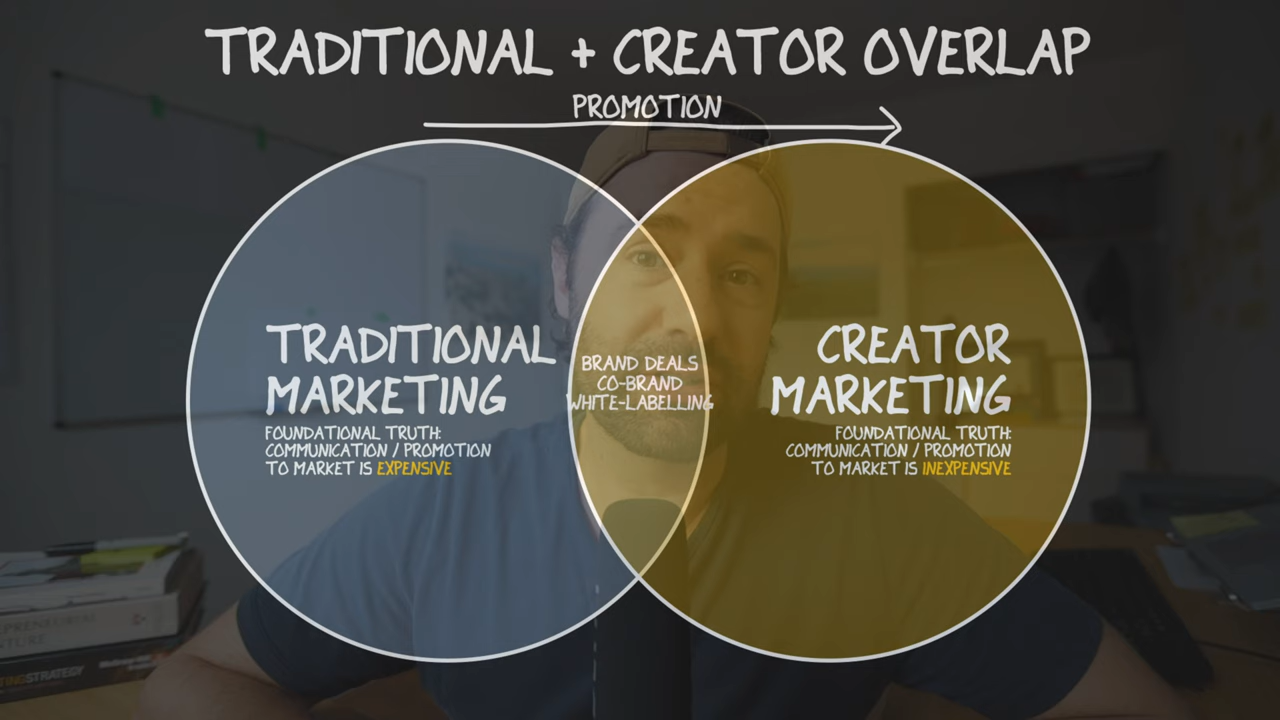 TRADITIONAL + CREATOR OVERLAP
PROMOTION
TRADITIONAL
MARKETING
FOUNDATIONAL TRUTH:
COMMUNICATION / PROMOTION
TO MARKET IS EXPENSIVE
BRAND DEALS
CO-BRAND
WHITE-LABELLING
CREATOR
MARKETING
FOUNDATIONAL TRUTH:
COMMUNICATION / PROMOTION
TO MARKET IS INEXPENSIVE
STRATEGY